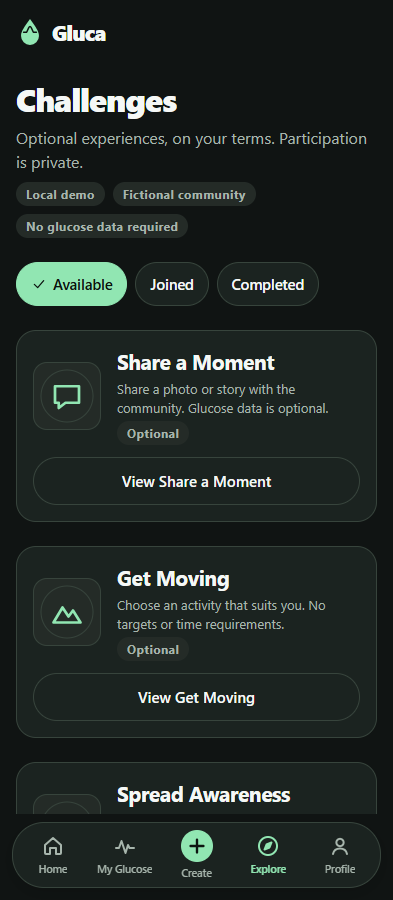 Gluca
Challenges
Optional experiences, on your terms. Participation
is private.
Local demo
Fictional community
No glucose data required
Available
Joined
Completed
Share a Moment
Share a photo or story with the
community. Glucose data is optional.
Optional
View Share a Moment
Get Moving
Choose an activity that suits you. No
targets or time requirements.
Optional
View Get Moving
Spread Awareness
Home
My Glucose
Create
Explore
Profile